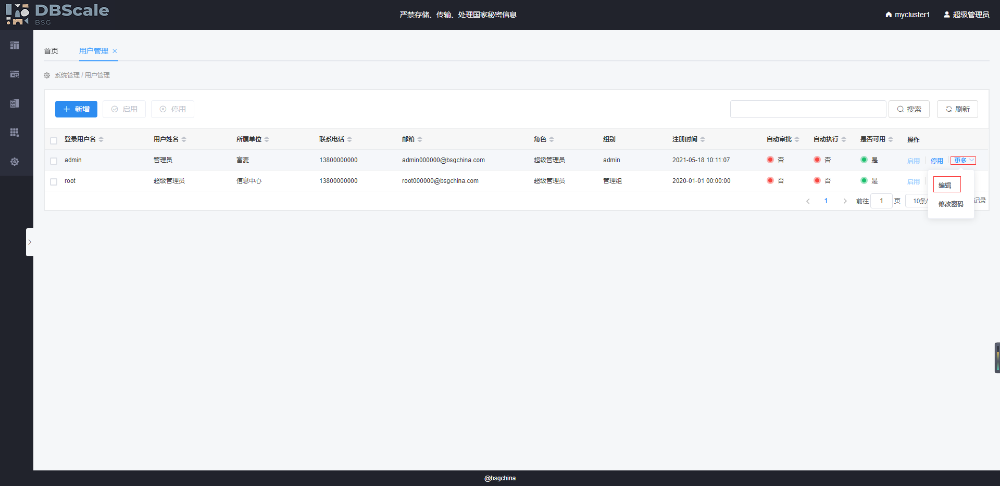 DBScale
BSG
严禁存储、传输、处理国家秘密信息
mycluster1
超级管理员
首页
用户管理
系统管理 / 用户管理
新增
启用
停用
搜索
刷新
登录用户名 用户姓名 所属单位 联系电话 邮箱 角色 组别 注册时间 自动审批 自动执行 是否可用 操作
admin 管理员 富麦 13800000000 admin000000@bsgchina.com 超级管理员 admin 2021-05-18 10:11:07 否 否 是 启用 停用 更多
root 超级管理员 信息中心 13800000000 root000000@bsgchina.com 超级管理员 管理组 2020-01-01 00:00:00 否 否 是 启用
编辑
修改密码
1 前往 1 页 10条/ 记录
@bsgchina